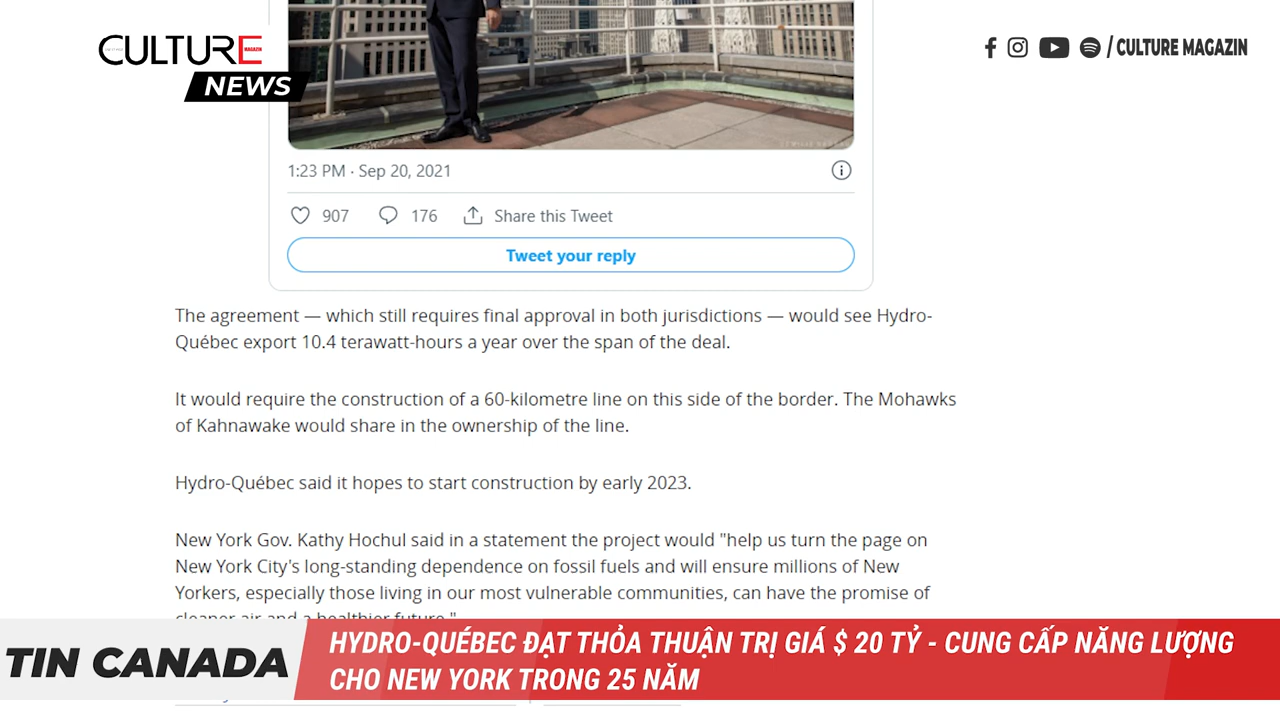 CULTURE
MAGAZIN
NEWS
/ CULTURE MAGAZIN
1:23 PM · Sep 20, 2021
907 176 Share this Tweet
Tweet your reply
The agreement — which still requires final approval in both jurisdictions — would see Hydro-
Québec export 10.4 terawatt-hours a year over the span of the deal.
It would require the construction of a 60-kilometre line on this side of the border. The Mohawks
of Kahnawake would share in the ownership of the line.
Hydro-Québec said it hopes to start construction by early 2023.
New York Gov. Kathy Hochul said in a statement the project would "help us turn the page on
New York City's long-standing dependence on fossil fuels and will ensure millions of New
Yorkers, especially those living in our most vulnerable communities, can have the promise of
cleaner air and a healthier future."
TIN CANADA
HYDRO-QUÉBEC ĐẠT THỎA THUẬN TRỊ GIÁ $ 20 TỶ - CUNG CẤP NĂNG LƯỢNG
CHO NEW YORK TRONG 25 NĂM